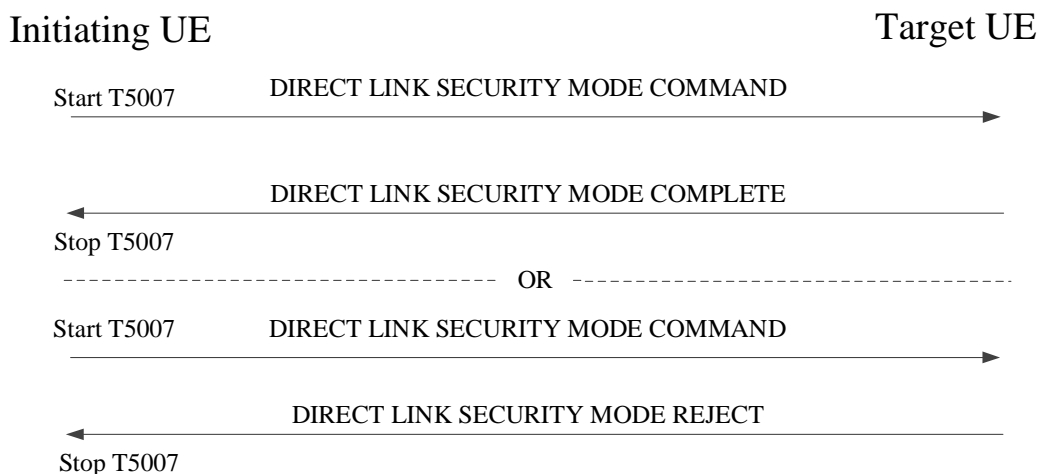 Initiating UE
Target UE
Start T5007
DIRECT LINK SECURITY MODE COMMAND
DIRECT LINK SECURITY MODE COMPLETE
Stop T5007
OR
Start T5007
DIRECT LINK SECURITY MODE COMMAND
DIRECT LINK SECURITY MODE REJECT
Stop T5007